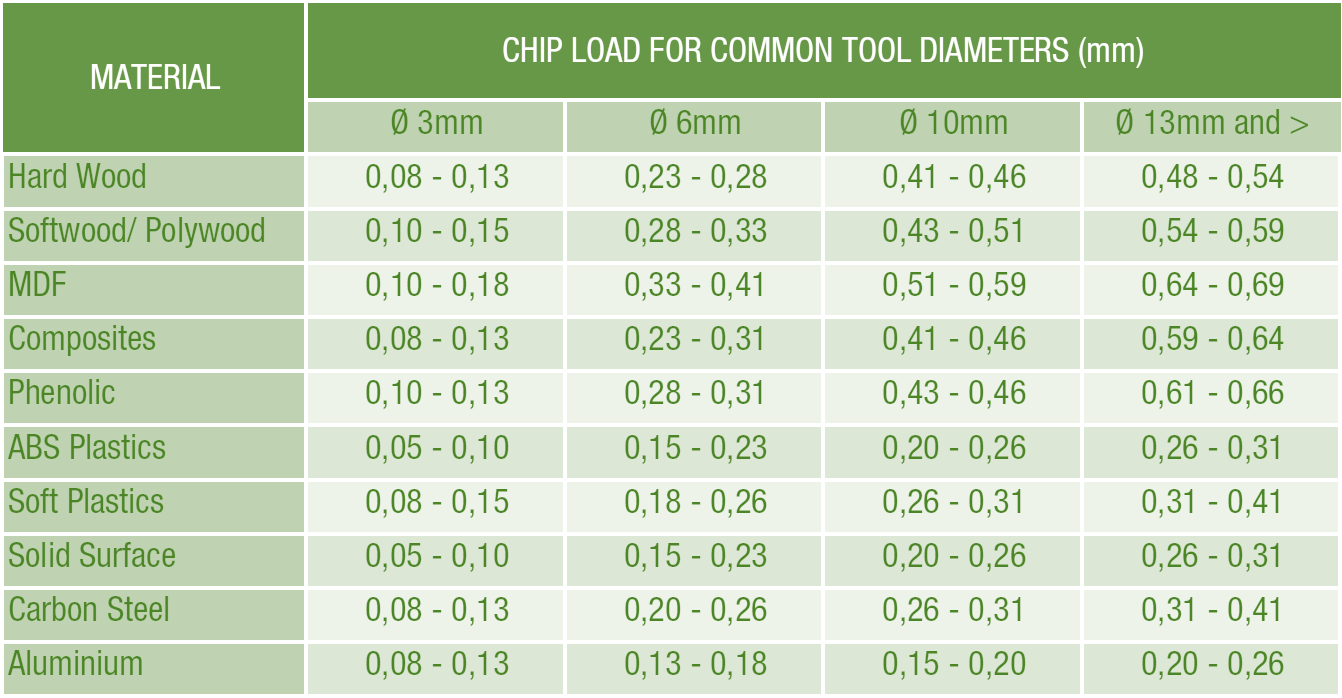 MATERIAL
CHIP LOAD FOR COMMON TOOL DIAMETERS (mm)
Ø 3mm Ø 6mm Ø 10mm Ø 13mm and >
Hard Wood 0,08 - 0,13 0,23 - 0,28 0,41 - 0,46 0,48 - 0,54
Softwood/ Polywood 0,10 - 0,15 0,28 - 0,33 0,43 - 0,51 0,54 - 0,59
MDF 0,10 - 0,18 0,33 - 0,41 0,51 - 0,59 0,64 - 0,69
Composites 0,08 - 0,13 0,23 - 0,31 0,41 - 0,46 0,59 - 0,64
Phenolic 0,10 - 0,13 0,28 - 0,31 0,43 - 0,46 0,61 - 0,66
ABS Plastics 0,05 - 0,10 0,15 - 0,23 0,20 - 0,26 0,26 - 0,31
Soft Plastics 0,08 - 0,15 0,18 - 0,26 0,26 - 0,31 0,31 - 0,41
Solid Surface 0,05 - 0,10 0,15 - 0,23 0,20 - 0,26 0,26 - 0,31
Carbon Steel 0,08 - 0,13 0,20 - 0,26 0,26 - 0,31 0,31 - 0,41
Aluminium 0,08 - 0,13 0,13 - 0,18 0,15 - 0,20 0,20 - 0,26